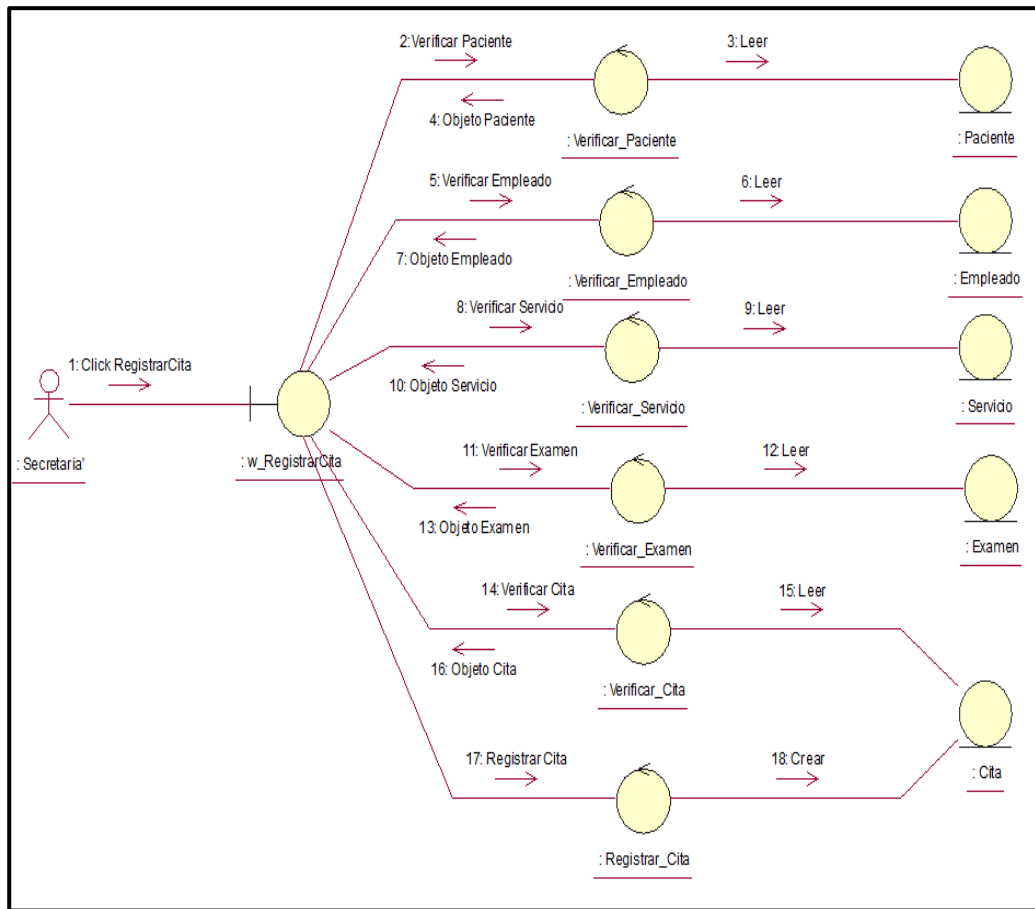 2: Verificar Paciente
3: Leer
4: Objeto Paciente
: Verificar_Paciente
: Paciente
5: Verificar Empleado
6: Leer
7: Objeto Empleado
: Verificar_Empleado
: Empleado
8: Verificar Servicio
9: Leer
10: Objeto Servicio
: Verificar_Servicio
: Servicio
1: Click RegistrarCita
: Secretaria'
: w_RegistrarCita
11: Verificar Examen
12: Leer
13: Objeto Examen
: Verificar_Examen
: Examen
14: Verificar Cita
15: Leer
16: Objeto Cita
: Verificar_Cita
17: Registrar Cita
18: Crear
: Cita
: Registrar_Cita